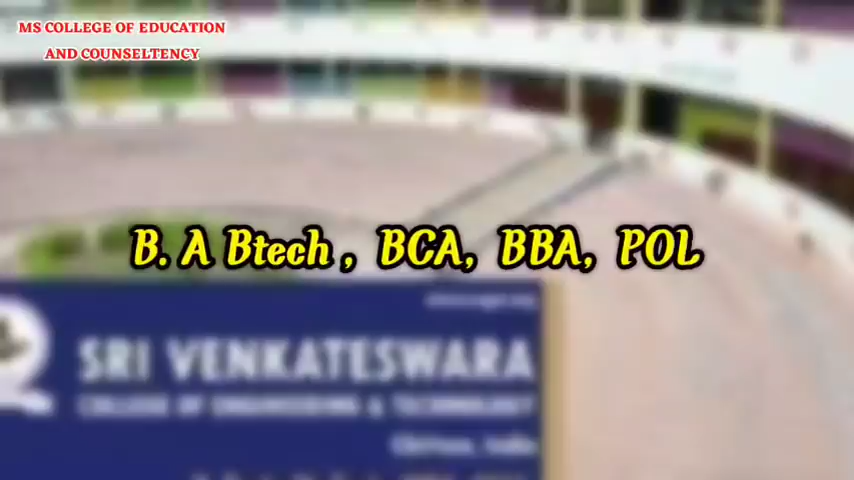 MS COLLEGE OF EDUCATION
AND COUNSELTENCY
B. A Btech , BCA, BBA, POL
SRI VENKATESWARA
COLLEGE OF ENGINEERING & TECHNOLOGY